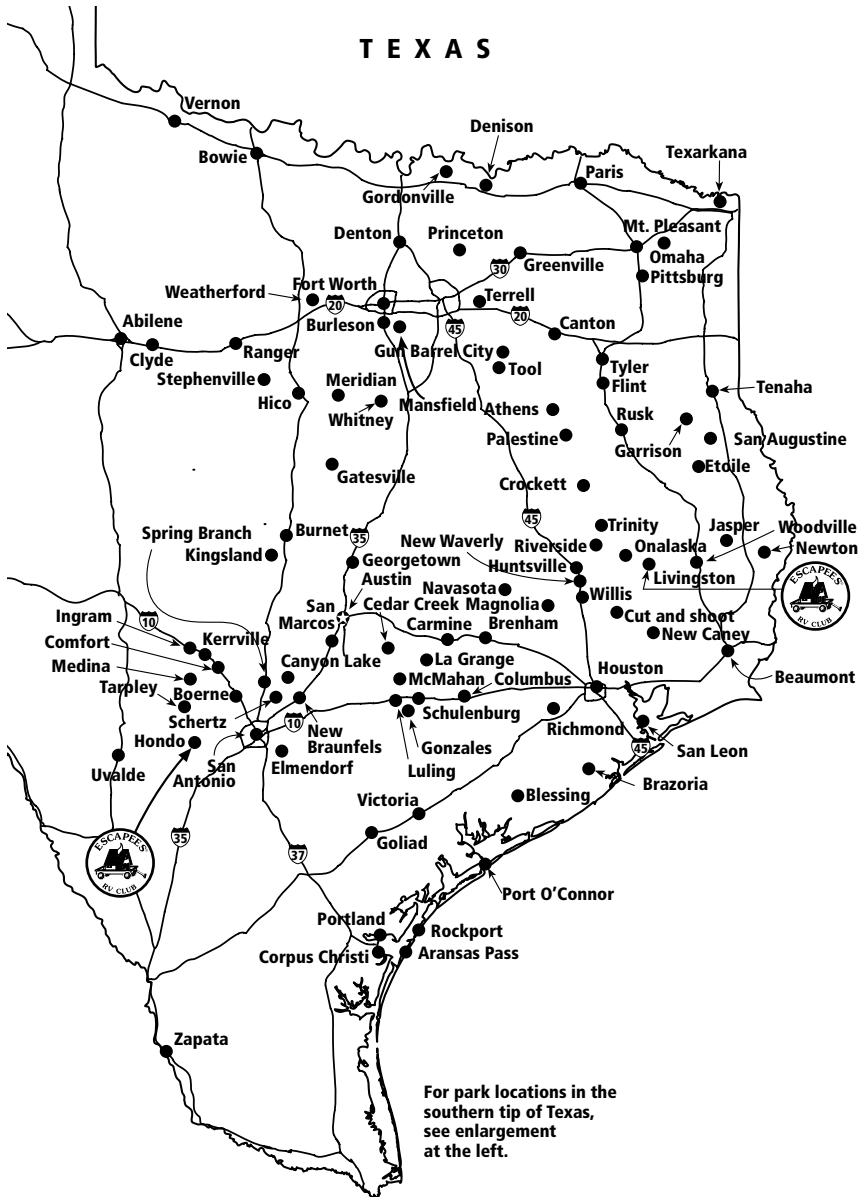 TEXAS
Vernon
Denison
Bowie
Texarkana
Paris
Gordonville
Mt. Pleasant
Denton
Princeton
Omaha
Greenville
30
Pittsburg
Fort Worth
Weatherford
20
Terrell
20
Abilene
Burleson
45
Canton
Clyde
Ranger
Gun Barrel City
Tool
Tyler
Stephenville
Meridian
Flint
Tenaha
Hico
Whitney
Mansfield
Athens
Rusk
Palestine
Garrison
San Augustine
Gatesville
Etoile
Crockett
45
Trinity
Spring Branch
Burnet
35
New Waverly
Jasper
Woodville
Kingsland
Riverside
Onalaska
Newton
Georgetown
Huntsville
Livingston
Austin
Navasota
Willis
ESCAPEES
RV CLUB
Ingram
10
San
Marcos
Cedar Creek
Magnolia
Cut and shoot
Comfort
Kerrville
Carmine
Brenham
New Caney
Medina
Canyon Lake
La Grange
Tarpley
Boerne
McMahan
Columbus
Houston
Beaumont
Schertz
10
New
Braunfels
Schulenburg
Richmond
Hondo
San
Antonio
Gonzales
45
San Leon
Uvalde
Elmendorf
Luling
Brazoria
Victoria
Blessing
35
37
Goliad
ESCAPEES
RV CLUB
Port O’Connor
Portland
Rockport
Corpus Christi
Aransas Pass
Zapata
For park locations in the
southern tip of Texas,
see enlargement
at the left.